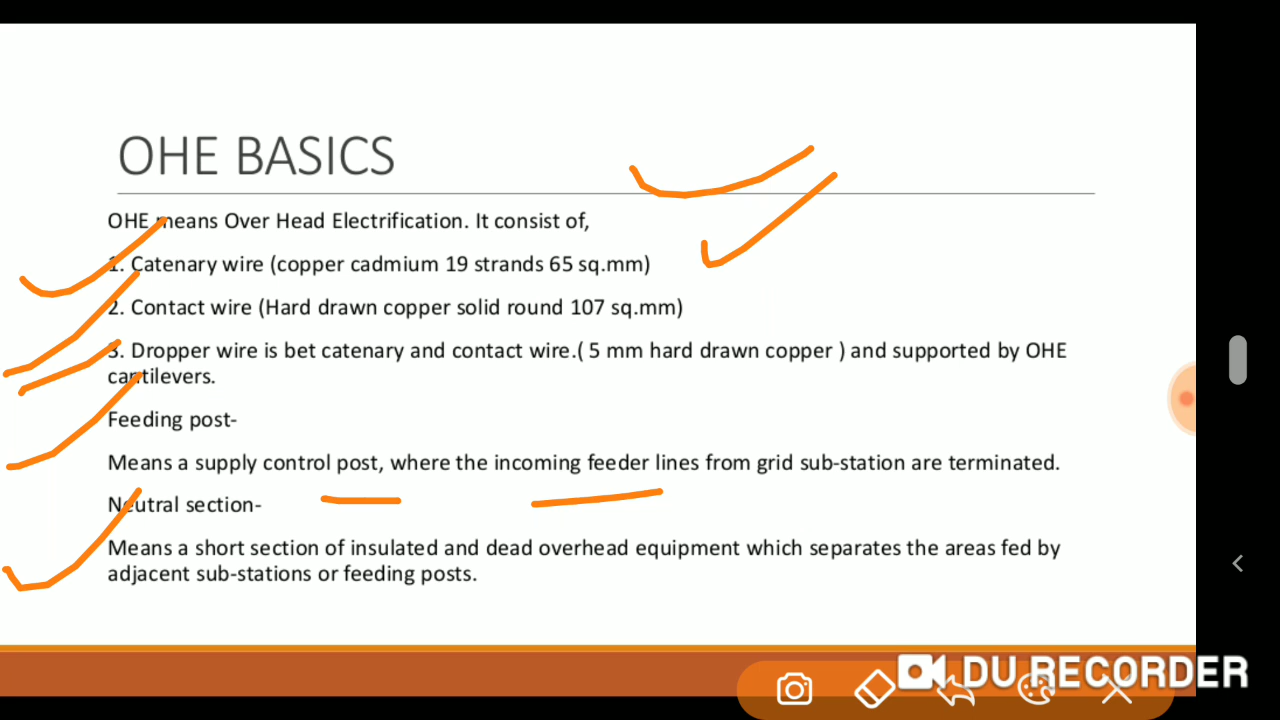 OHE BASICS
OHE means Over Head Electrification. It consist of,
1. Catenary wire (copper cadmium 19 strands 65 sq.mm)
2. Contact wire (Hard drawn copper solid round 107 sq.mm)
3. Dropper wire is bet catenary and contact wire.( 5 mm hard drawn copper ) and supported by OHE
cantilevers.
Feeding post-
Means a supply control post, where the incoming feeder lines from grid sub-station are terminated.
Neutral section-
Means a short section of insulated and dead overhead equipment which separates the areas fed by
adjacent sub-stations or feeding posts.
DU RECORDER